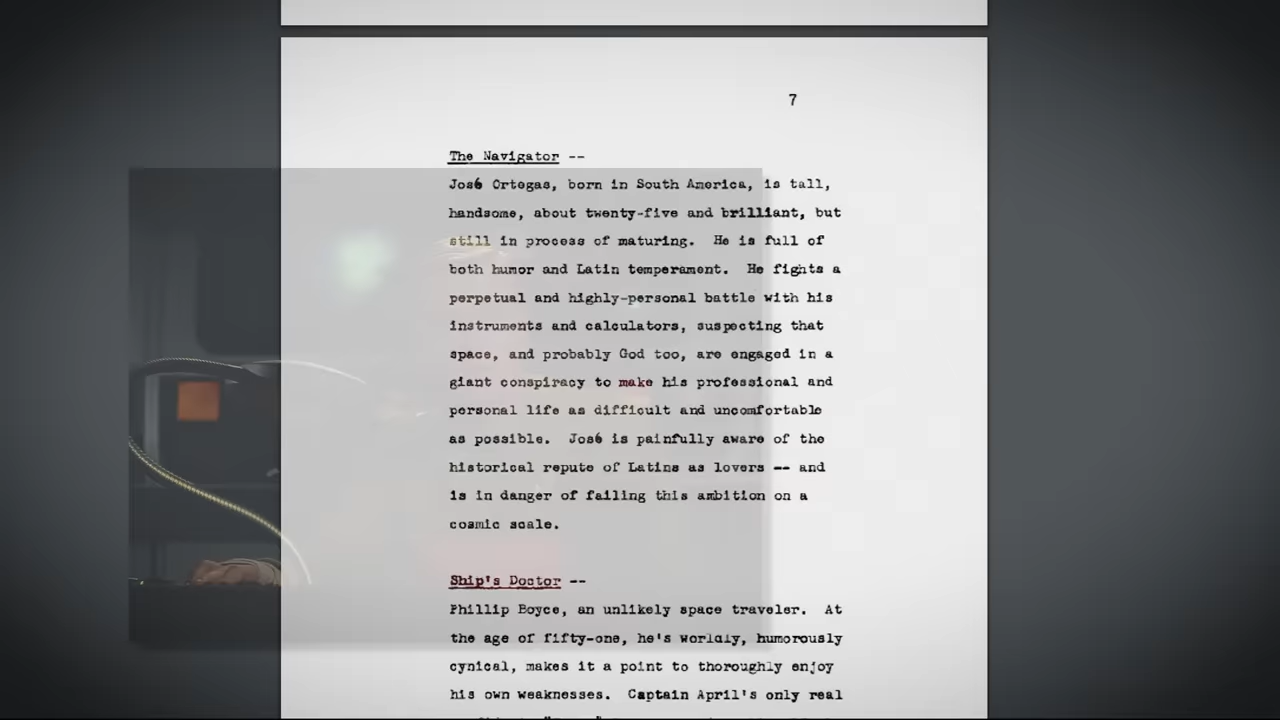 7
The Navigator --
José Ortegas, born in South America, is tall,
handsome, about twenty-five and brilliant, but
still in process of maturing. He is full of
both humor and Latin temperament. He fights a
perpetual and highly-personal battle with his
instruments and calculators, suspecting that
space, and probably God too, are engaged in a
giant conspiracy to make his professional and
personal life as difficult and uncomfortable
as possible. José is painfully aware of the
historical repute of Latins as lovers -- and
is in danger of failing this ambition on a
cosmic scale.
Ship's Doctor --
Phillip Boyce, an unlikely space traveler. At
the age of fifty-one, he's worldly, humorously
cynical, makes it a point to thoroughly enjoy
his own weaknesses. Captain April's only real